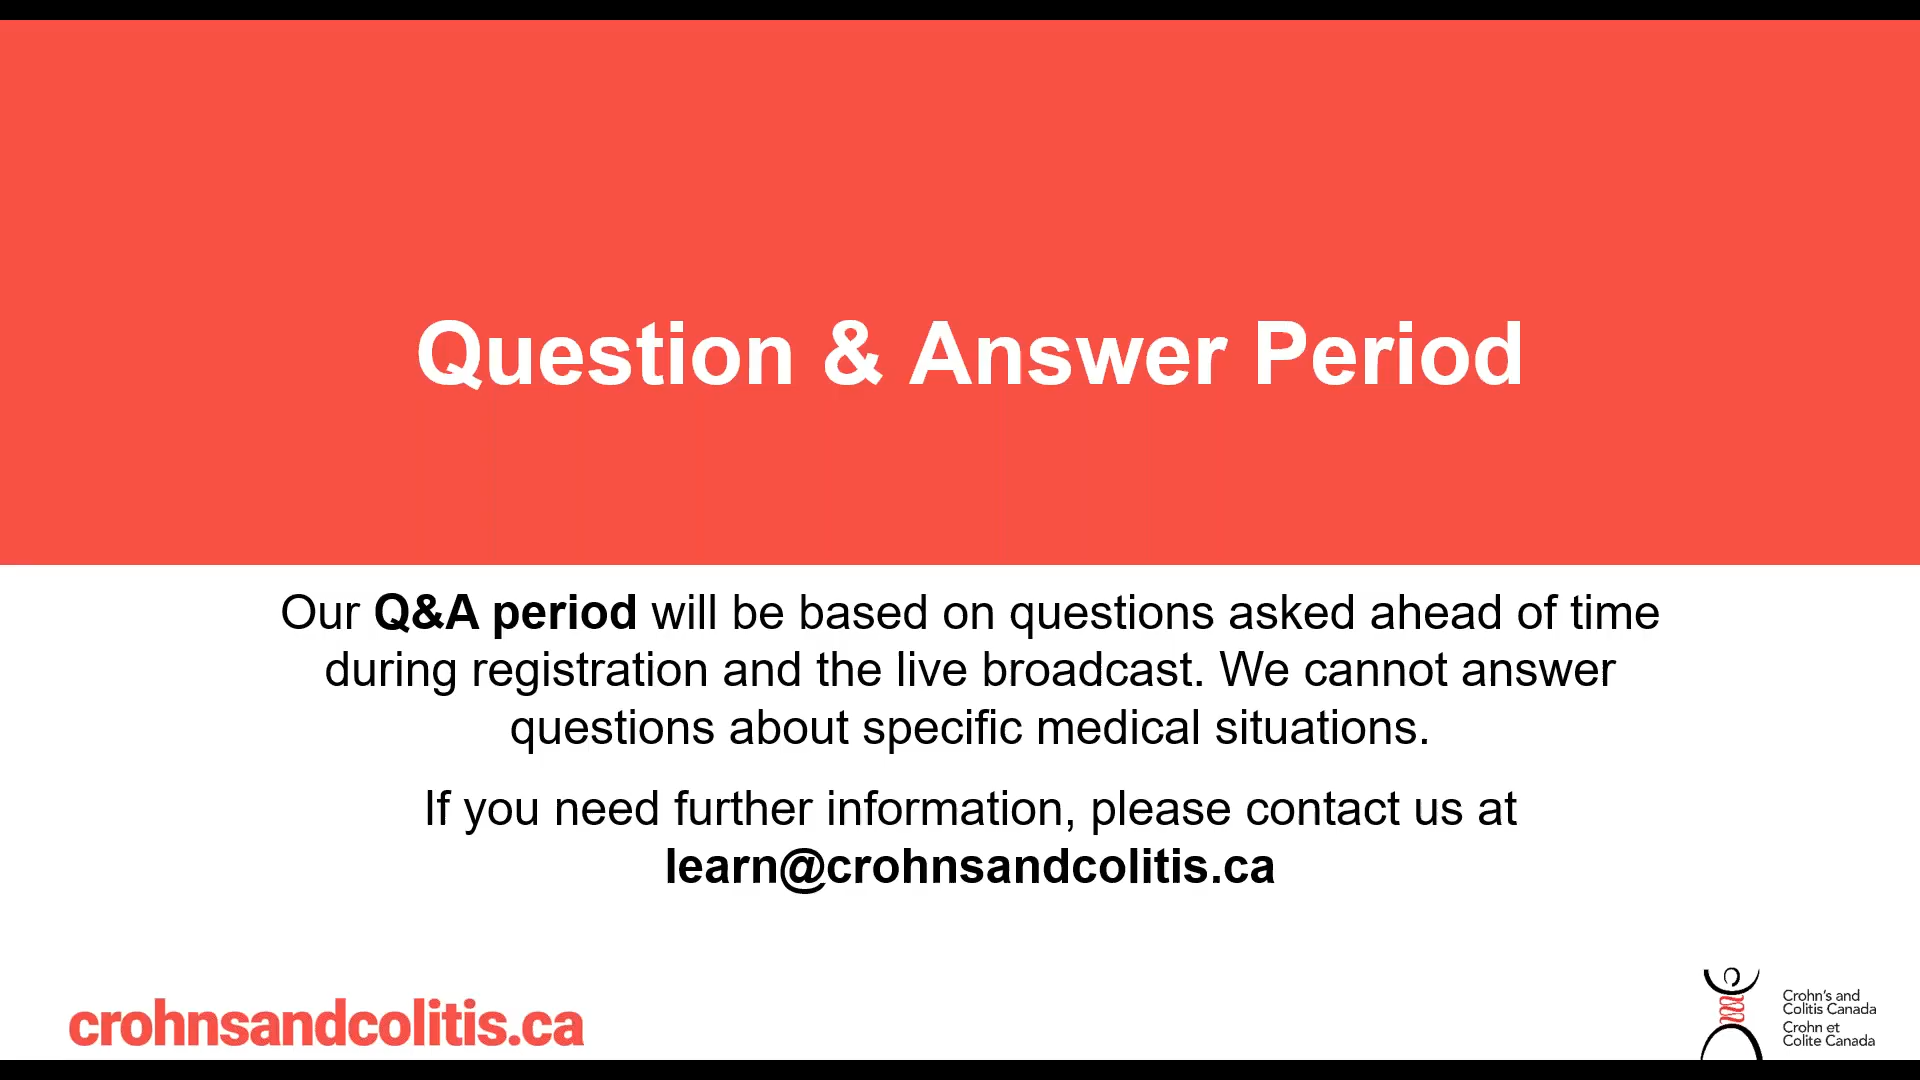 Question & Answer Period
Our Q&A period will be based on questions asked ahead of time
during registration and the live broadcast. We cannot answer
questions about specific medical situations.
If you need further information, please contact us at
learn@crohnsandcolitis.ca
crohnsandcolitis.ca
Crohn's and
Colitis Canada
Crohn et
Colite Canada